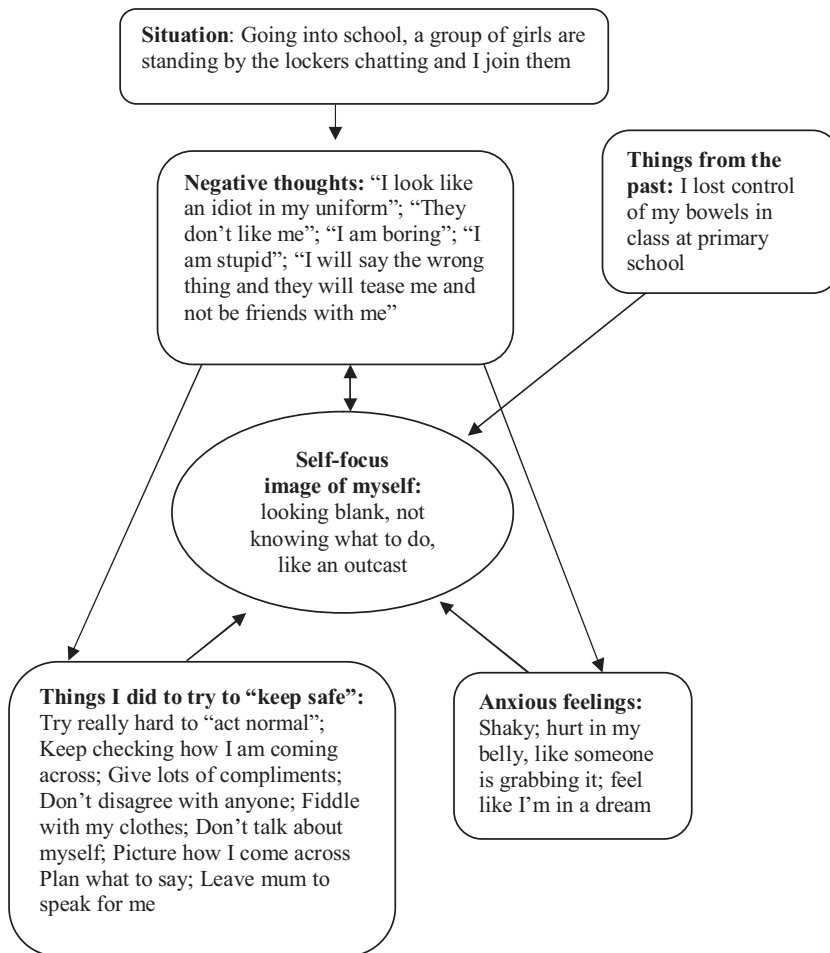 Situation: Going into school, a group of girls are
standing by the lockers chatting and I join them
Negative thoughts: “I look like
an idiot in my uniform”; “They
don’t like me”; “I am boring”; “I
am stupid”; “I will say the wrong
thing and they will tease me and
not be friends with me”
Things from the
past: I lost control
of my bowels in
class at primary
school
Self-focus
image of myself:
looking blank, not
knowing what to do,
like an outcast
Things I did to try to “keep safe”:
Try really hard to “act normal”;
Keep checking how I am coming
across; Give lots of compliments;
Don’t disagree with anyone; Fiddle
with my clothes; Don’t talk about
myself; Picture how I come across
Plan what to say; Leave mum to
speak for me
Anxious feelings:
Shaky; hurt in my
belly, like someone
is grabbing it; feel
like I’m in a dream